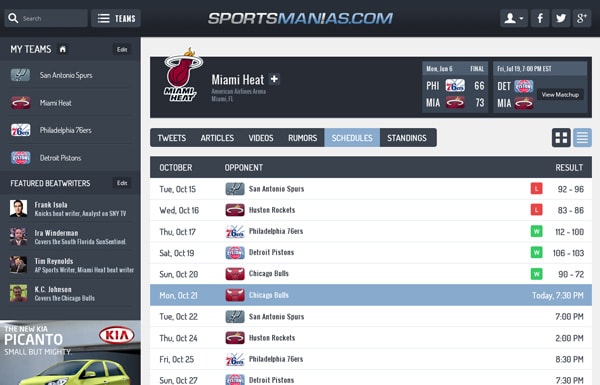 Search
TEAMS
SPORTSMANIAS.COM
MY TEAMS
Edit
San Antonio Spurs
Miami Heat
Philadelphia 76ers
Detroit Pistons
FEATURED BEATWRITERS
Edit
Frank Isola
Knicks beat writer, Analyst on SNY TV
Ira Winderman
Covers the South Florida SunSentinel.
Tim Reynolds
AP Sports Writer, Miami Heat beat writer
K.C. Johnson
Covers the Chicago Bulls
THE NEW KIA
PICANTO
SMALL BUT MIGHTY.
KIA
MIAMI
HEAT
Miami Heat
American Airlines Arena
Miami, FL
Mon, Jun 6 FINAL
PHI 76ERS 66
MIA 73
Fri, Jul 19, 7:00 PM EST
DET
MIA
View Matchup
TWEETS ARTICLES VIDEOS RUMORS SCHEDULES STANDINGS
OCTOBER OPPONENT RESULT
Tue, Oct 15 San Antonio Spurs L 92 - 96
Wed, Oct 16 Huston Rockets L 83 - 86
Thu, Oct 17 Philadelphia 76ers W 112 - 100
Sat, Oct 19 Detroit Pistons W 106 - 103
Sun, Oct 20 Chicago Bulls W 90 - 72
Mon, Oct 21 Chicago Bulls Today, 7:30 PM
Tue, Oct 22 San Antonio Spurs 7:00 PM
Thu, Oct 24 Huston Rockets 2:00 PM
Fri, Oct 25 Philadelphia 76ers 8:30 PM
Sun, Oct 27 Detroit Pistons 7:30 PM